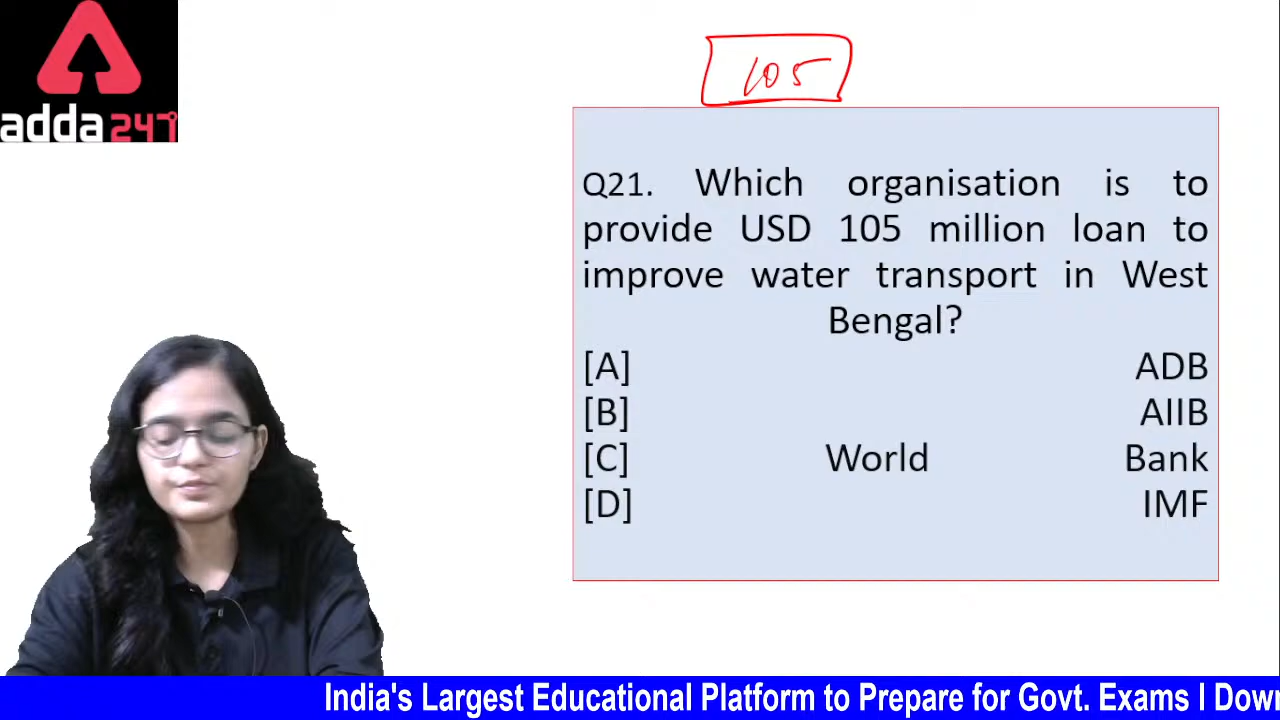 adda247
105
Q21. Which organisation is to
provide USD 105 million loan to
improve water transport in West
Bengal?
[A] ADB
[B] AIIB
[C] World Bank
[D] IMF
India's Largest Educational Platform to Prepare for Govt. Exams I Down